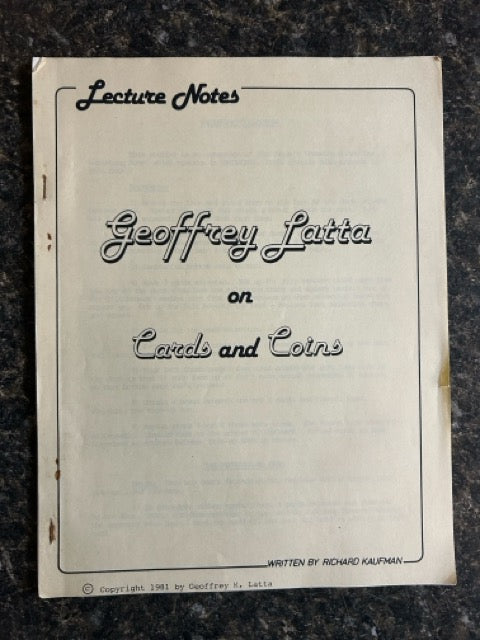 Lecture Notes
Geoffrey Latta
on
Cards and Coins
WRITTEN BY RICHARD KAUFMAN
© Copyright 1981 by Geoffrey K. Latta